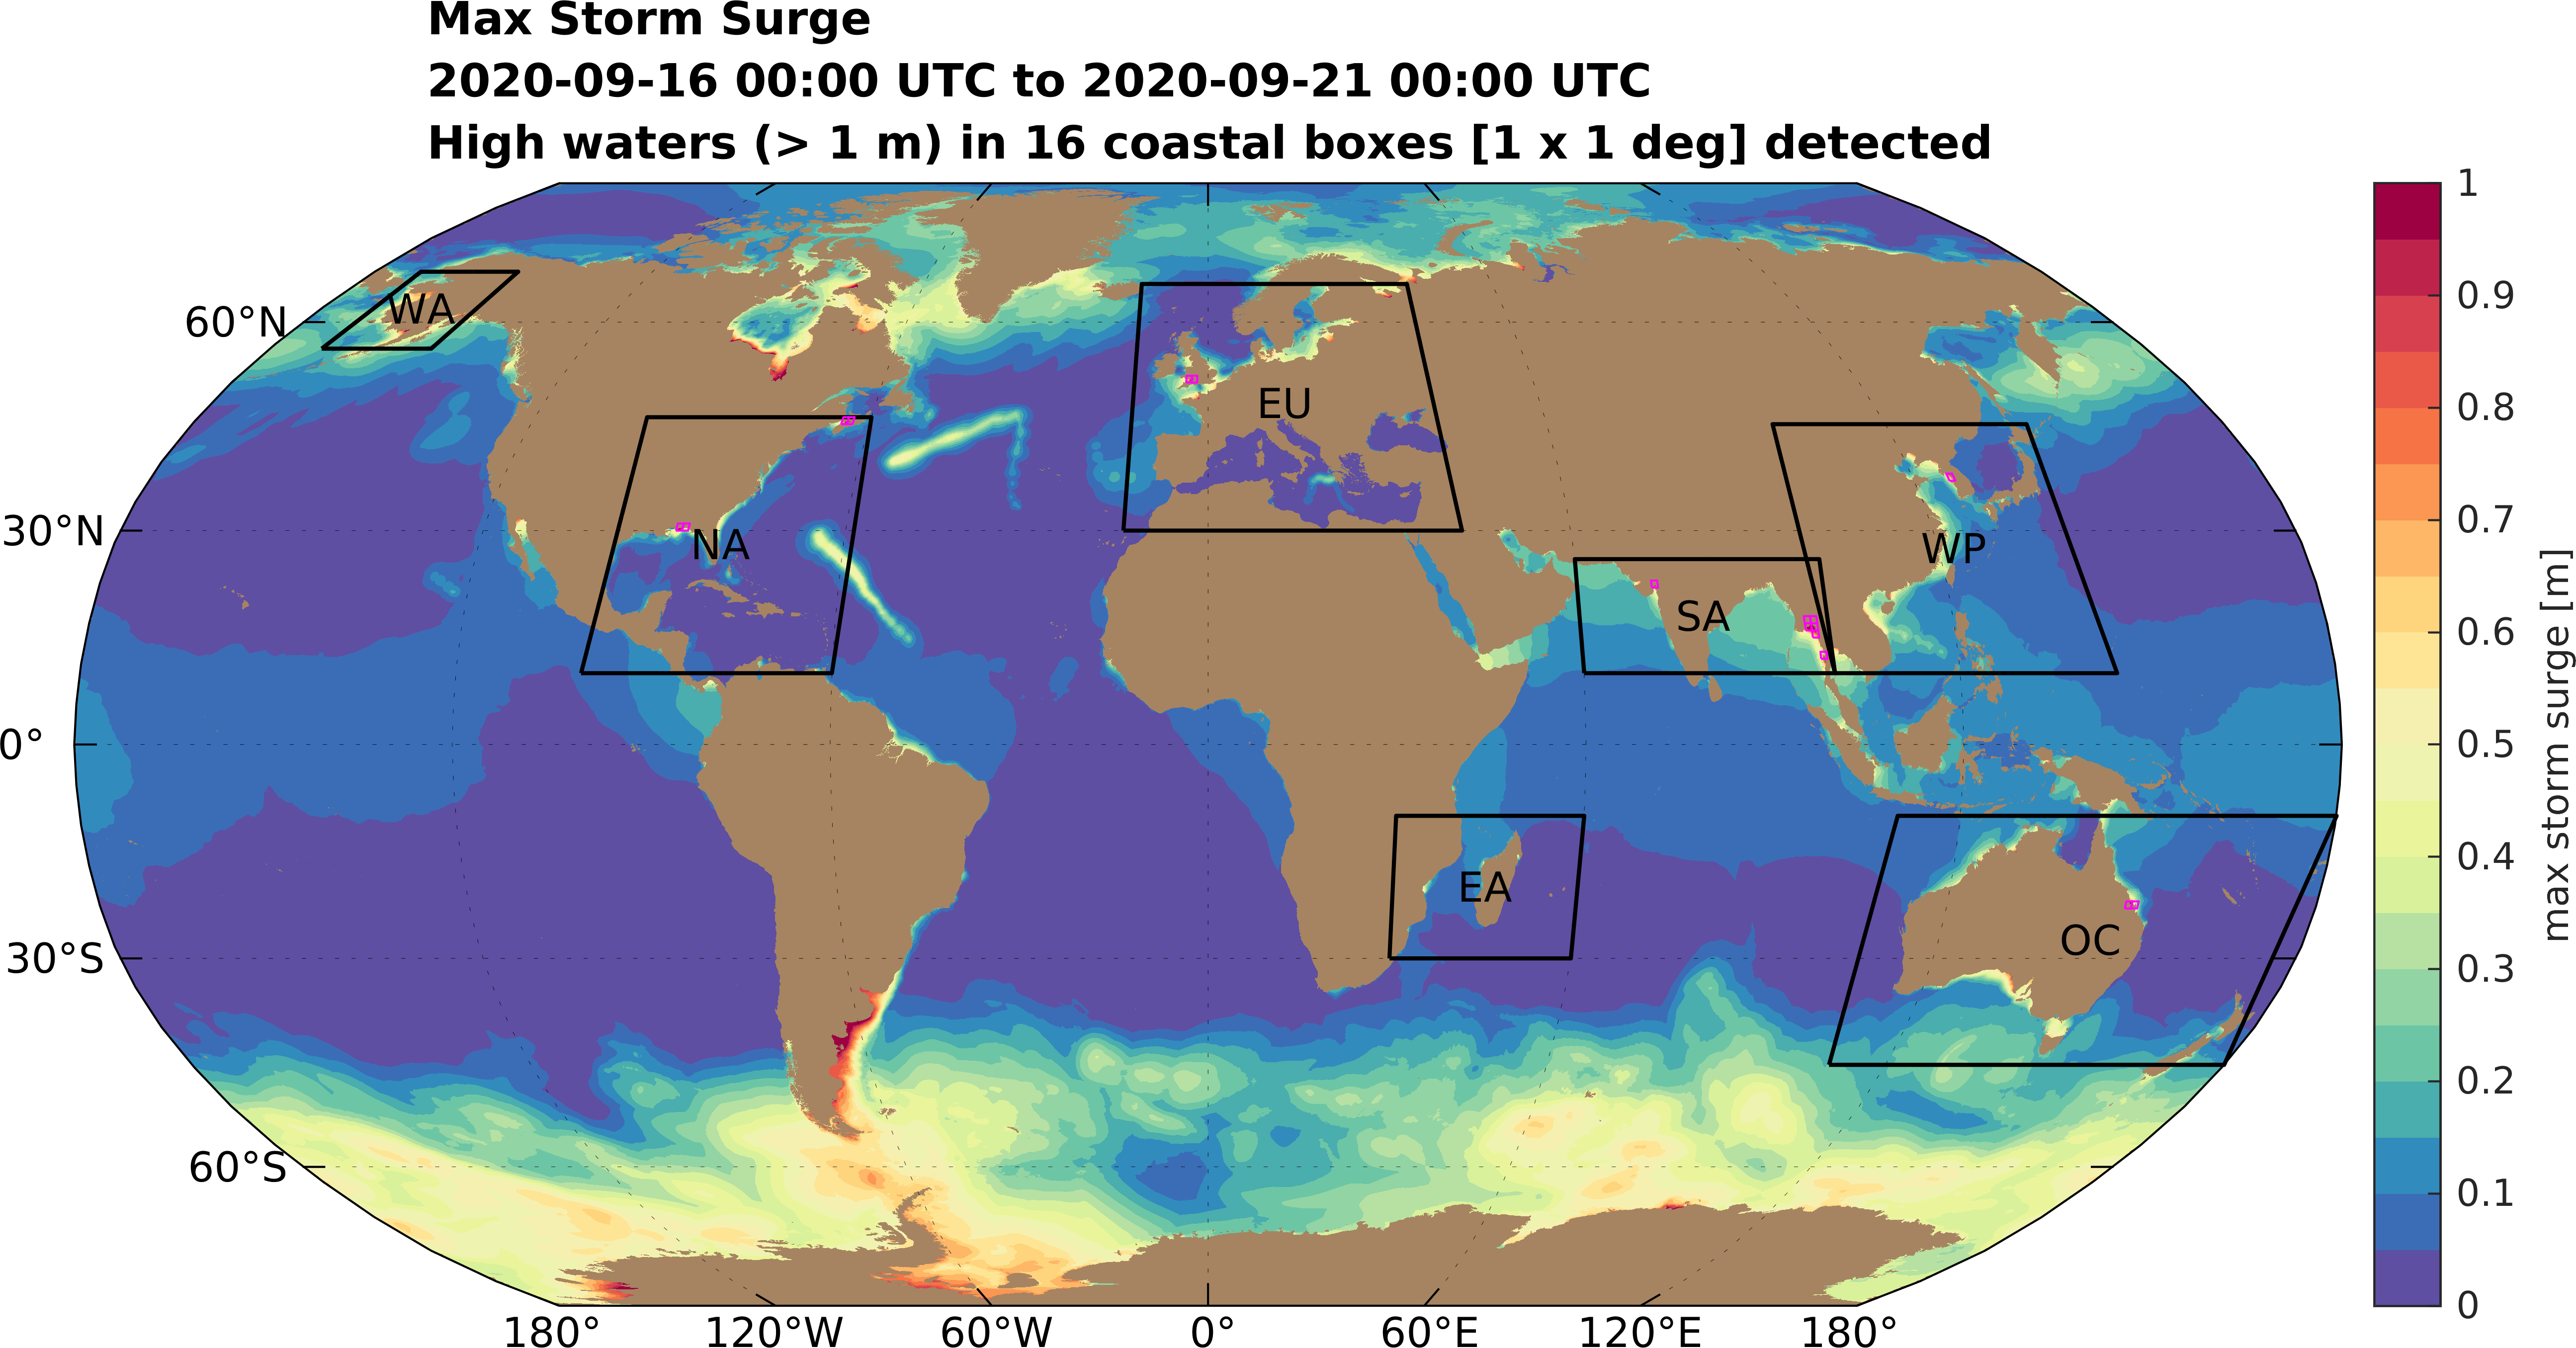 Max Storm Surge
2020-09-16 00:00 UTC to 2020-09-21 00:00 UTC
High waters (> 1 m) in 16 coastal boxes [1 x 1 deg] detected
60°N
30°N
0°
30°S
60°S
WA
NA
EU
SA
WP
EA
OC
180°
120°W
60°W
0°
60°E
120°E
180°
1
0.9
0.8
0.7
0.6
0.5
0.4
0.3
0.2
0.1
0
max storm surge [m]